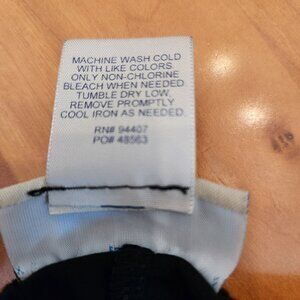 MACHINE WASH COLD
WITH LIKE COLORS.
ONLY NON-CHLORINE
BLEACH WHEN NEEDED.
TUMBLE DRY LOW,
REMOVE PROMPTLY
COOL IRON AS NEEDED.
RN# 94407
PO# 48563